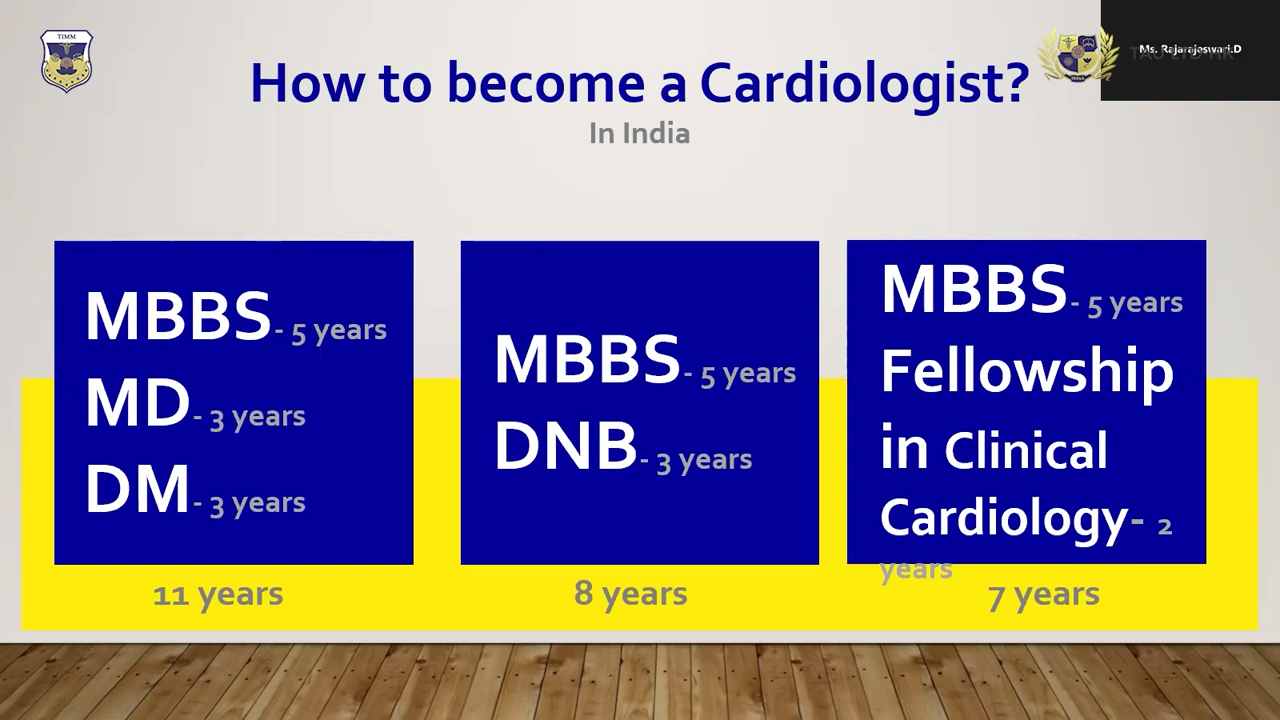 TIMM
How to become a Cardiologist?
In India
Ms. Rajarajeswari.D
MBBS- 5 years
MD- 3 years
DM- 3 years
11 years
MBBS- 5 years
DNB- 3 years
8 years
MBBS- 5 years
Fellowship
in Clinical
Cardiology- 2
years
7 years